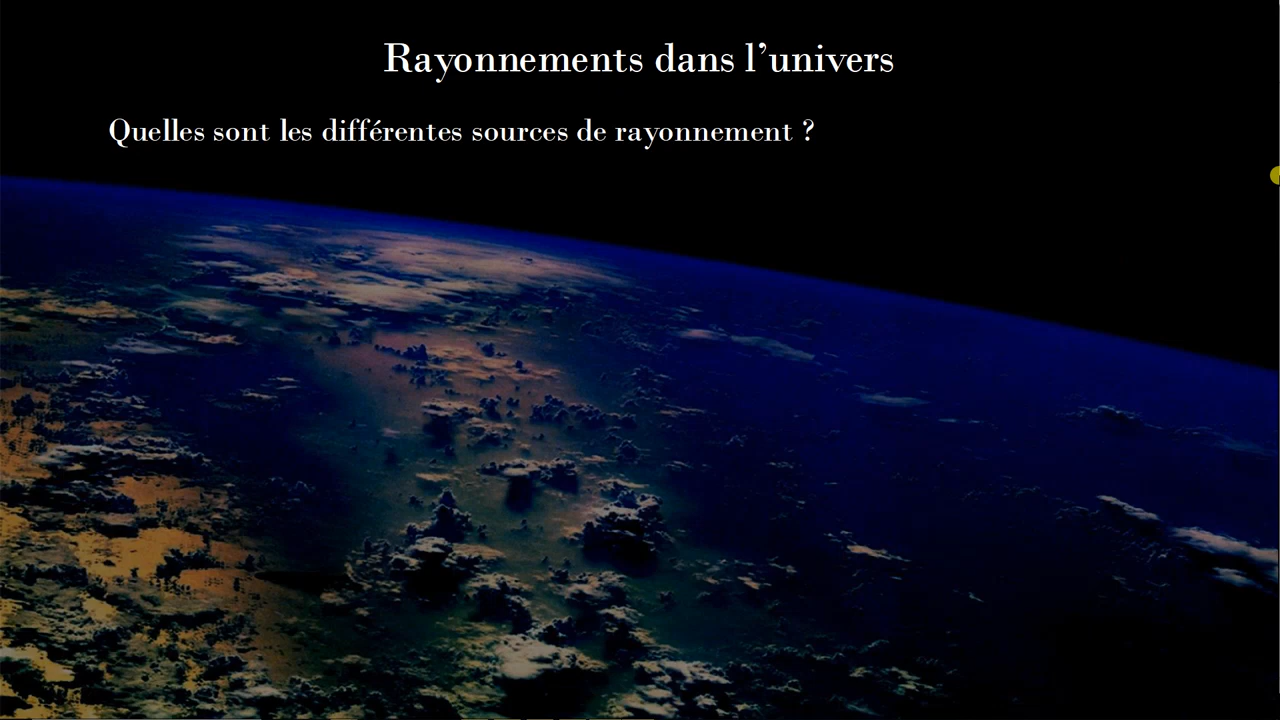 Rayonnements dans l’univers
Quelles sont les différentes sources de rayonnement ?